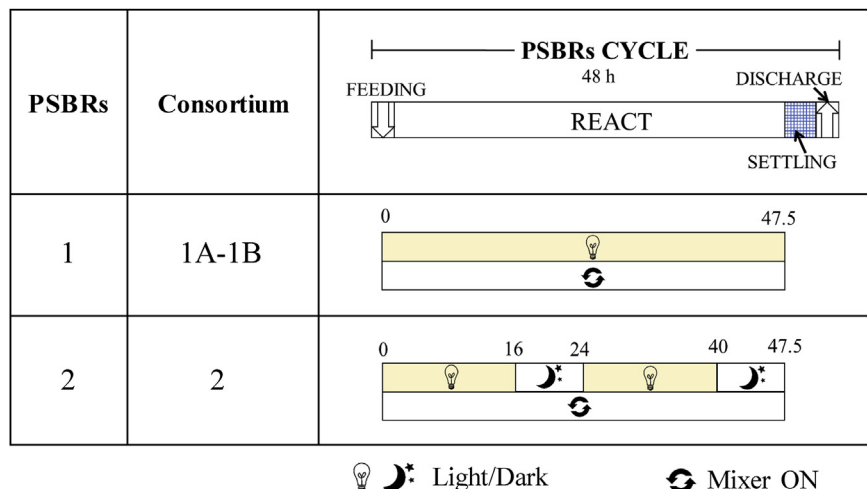 PSBRs
Consortium
PSBRs CYCLE
48 h
FEEDING
DISCHARGE
REACT
SETTLING
1
1A-1B
0 47.5
2
2
0 16 24 40 47.5
Light/Dark
Mixer ON